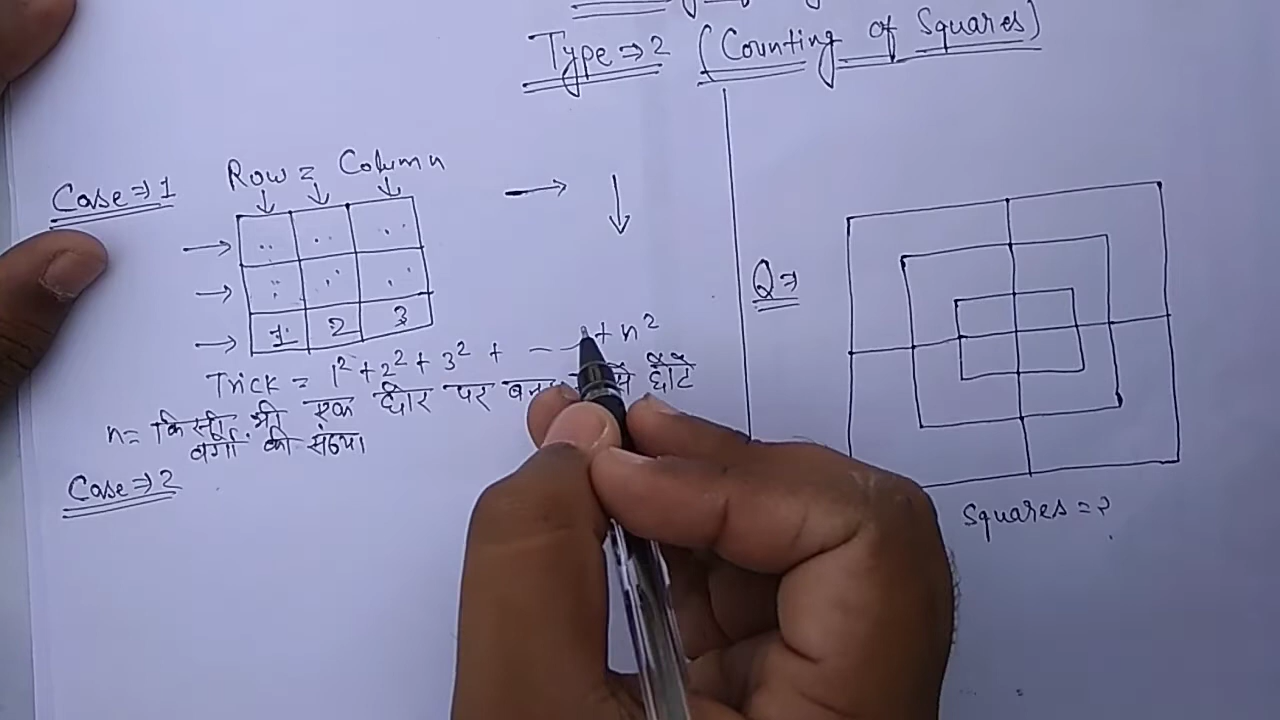 Type ⇒ 2 (Counting of Squares)
Case ⇒ 1
Row = Column
1 2 3
Trick = 1² + 2² + 3² + - - + n²
n = किसी भी एक छोर पर छोटे
वर्गों की संख्या
Case ⇒ 2
Q ⇒
Squares = ?